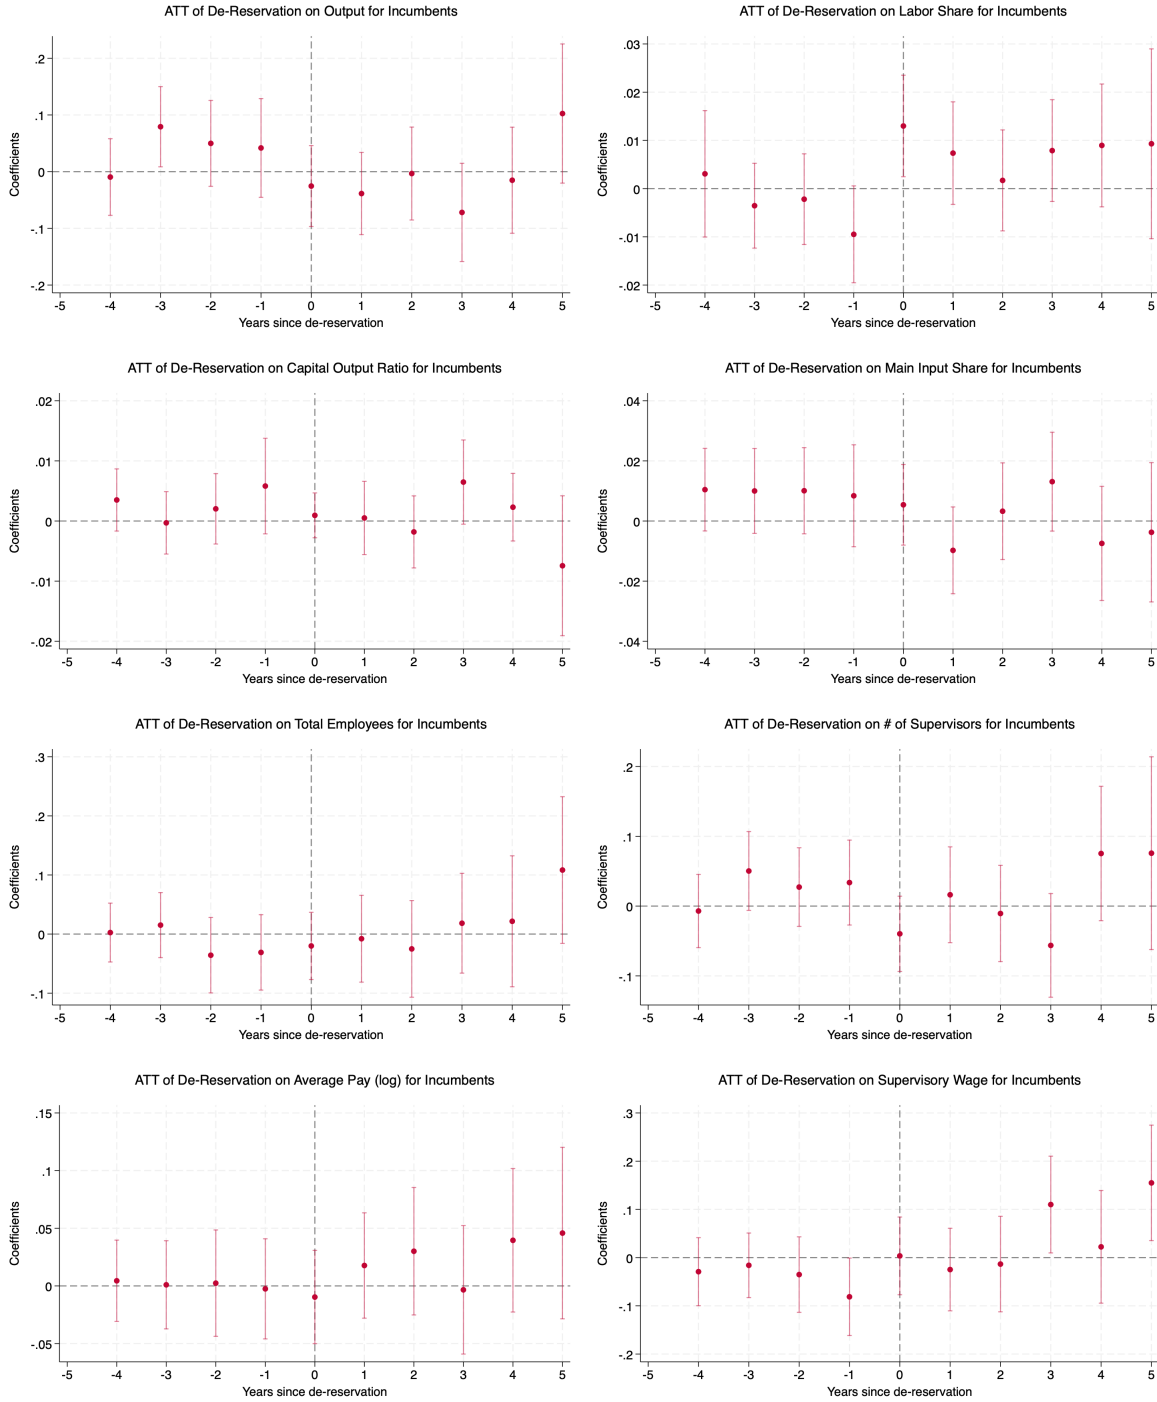 ATT of De-Reservation on Output for Incumbents
Coefficients
.2
.1
0
-.1
-.2
-5 -4 -3 -2 -1 0 1 2 3 4 5
Years since de-reservation
ATT of De-Reservation on Labor Share for Incumbents
Coefficients
.03
.02
.01
0
-.01
-.02
-5 -4 -3 -2 -1 0 1 2 3 4 5
Years since de-reservation
ATT of De-Reservation on Capital Output Ratio for Incumbents
Coefficients
.02
.01
0
-.01
-.02
-5 -4 -3 -2 -1 0 1 2 3 4 5
Years since de-reservation
ATT of De-Reservation on Main Input Share for Incumbents
Coefficients
.04
.02
0
-.02
-.04
-5 -4 -3 -2 -1 0 1 2 3 4 5
Years since de-reservation
ATT of De-Reservation on Total Employees for Incumbents
Coefficients
.3
.2
.1
0
-.1
-5 -4 -3 -2 -1 0 1 2 3 4 5
Years since de-reservation
ATT of De-Reservation on # of Supervisors for Incumbents
Coefficients
.2
.1
0
-.1
-5 -4 -3 -2 -1 0 1 2 3 4 5
Years since de-reservation
ATT of De-Reservation on Average Pay (log) for Incumbents
Coefficients
.15
.1
.05
0
-.05
-5 -4 -3 -2 -1 0 1 2 3 4 5
Years since de-reservation
ATT of De-Reservation on Supervisory Wage for Incumbents
Coefficients
.3
.2
.1
0
-.1
-.2
-5 -4 -3 -2 -1 0 1 2 3 4 5
Years since de-reservation